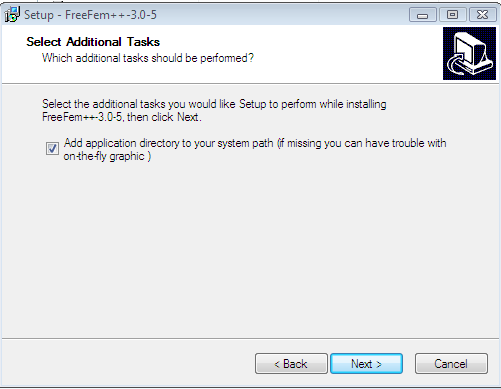 Setup - FreeFem++-3.0-5
Select Additional Tasks
Which additional tasks should be performed?
Select the additional tasks you would like Setup to perform while installing
FreeFem++-3.0-5, then click Next.
Add application directory to your system path (if missing you can have trouble with
on-the-fly graphic )
< Back
Next >
Cancel